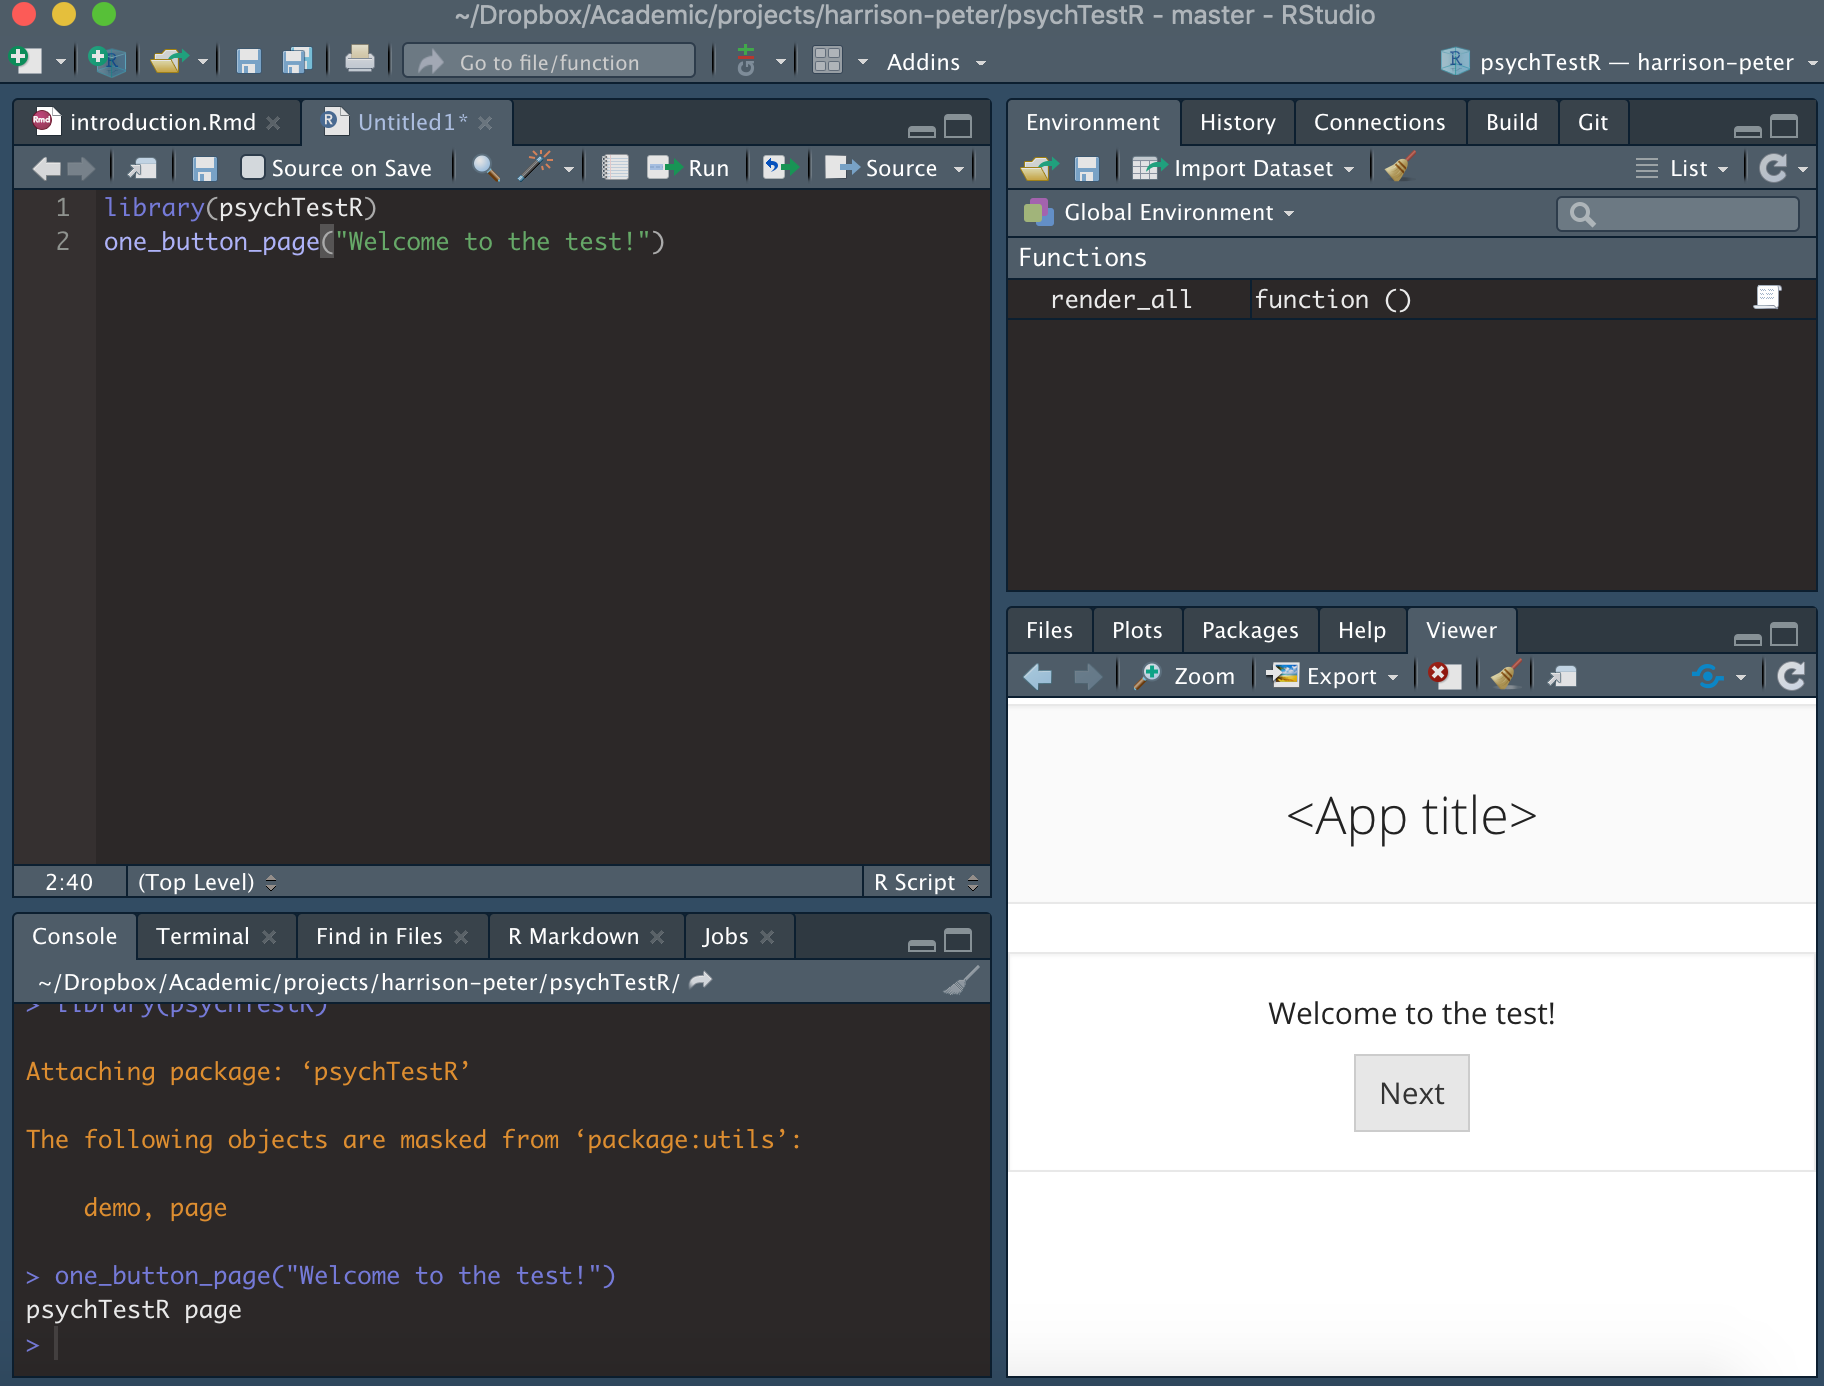 ~/Dropbox/Academic/projects/harrison-peter/psychTestR - master - RStudio
Go to file/function
Git
Addins
psychTestR — harrison-peter
introduction.Rmd
Untitled1*
Source on Save
Run
Source
1 library(psychTestR)
2 one_button_page("Welcome to the test!")
2:40
(Top Level)
R Script
Console
Terminal
Find in Files
R Markdown
Jobs
~/Dropbox/Academic/projects/harrison-peter/psychTestR/
> library(psychTestR)
Attaching package: ‘psychTestR’
The following objects are masked from ‘package:utils’:
demo, page
> one_button_page("Welcome to the test!")
psychTestR page
>
Environment
History
Connections
Build
Git
Import Dataset
List
Global Environment
Functions
render_all
function ()
Files
Plots
Packages
Help
Viewer
Zoom
Export
<App title>
Welcome to the test!
Next